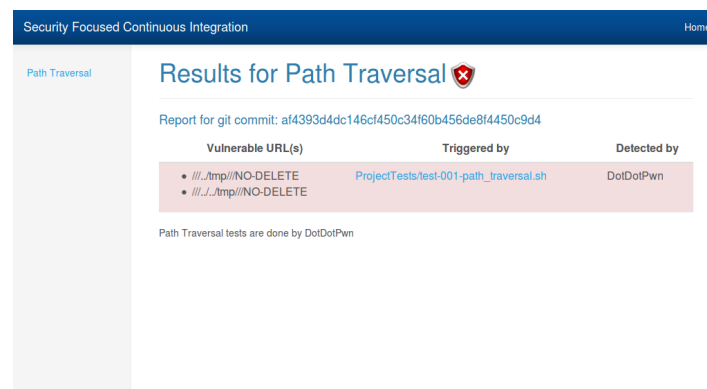 Security Focused Continuous Integration
Home
Path Traversal
Results for Path Traversal
Report for git commit: af4393d4dc146cf450c34f60b456de8f4450c9d4
Vulnerable URL(s) Triggered by Detected by
///../tmp///NO-DELETE ProjectTests/test-001-path_traversal.sh DotDotPwn
///../../tmp///NO-DELETE
Path Traversal tests are done by DotDotPwn